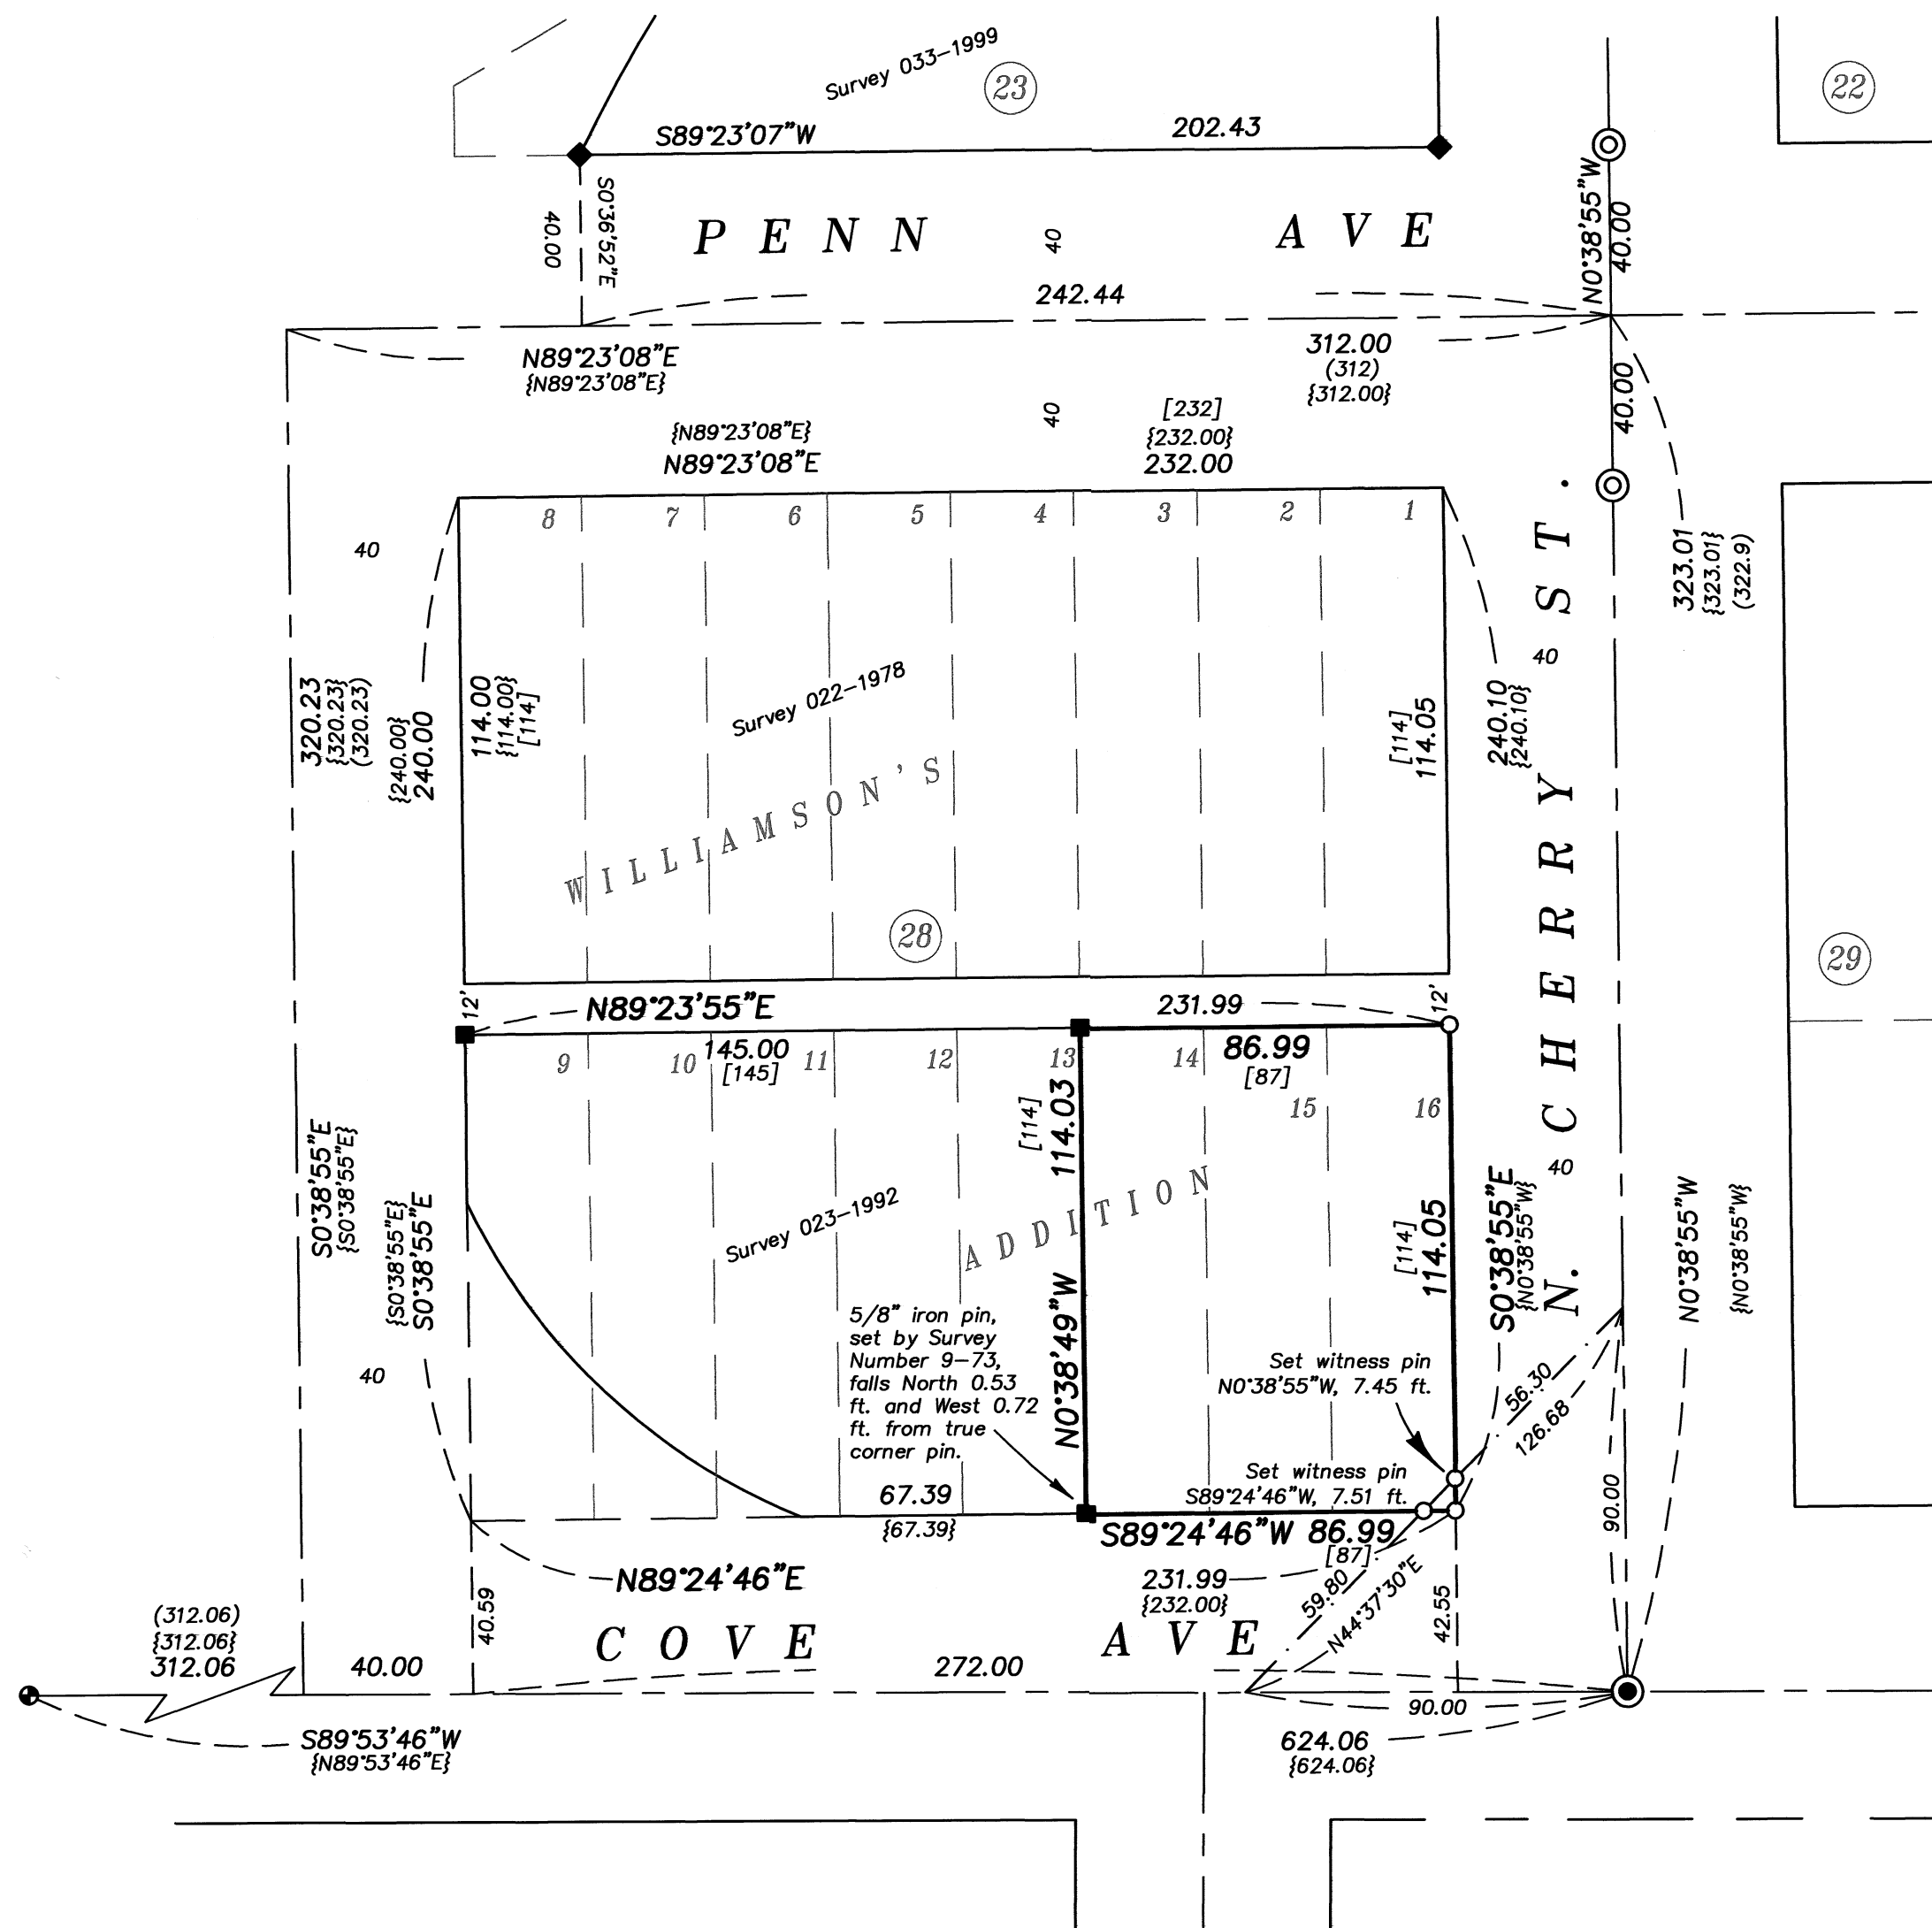 Survey 033-1999
23
22
S89°23'07"W
202.43
S0°36'52"E
40.00
PENN AVE
40
N0°38'55"W
40.00
242.44
N89°23'08"E
{N89°23'08"E}
312.00
(312)
{312.00}
40.00
{N89°23'08"E}
N89°23'08"E
40
[232]
{232.00}
232.00
8 7 6 5 4 3 2 1
40
323.01
{323.01}
(322.9)
320.23
{320.23}
(320.23)
{240.00}
240.00
114.00
{114.00}
[114]
Survey 022-1978
[114]
114.05
240.10
{240.10}
40
N. CHERRY ST.
WILLIAMSON'S
28
29
12'
N89°23'55"E
231.99
12'
145.00
[145]
86.99
[87]
9 10 11 12 13 14 15 16
[114]
114.03
S0°38'55"E
{S0°38'55"E}
{S0°38'55"E}
S0°38'55"E
Survey 023-1992
ADDITION
[114]
114.05
S0°38'55"E
{N0°38'55"W}
40
N0°38'55"W
{N0°38'55"W}
40
5/8" iron pin,
set by Survey
Number 9-73,
falls North 0.53
ft. and West 0.72
ft. from true
corner pin.
N0°38'49"W
Set witness pin
N0°38'55"W, 7.45 ft.
56.30
126.68
Set witness pin
S89°24'46"W, 7.51 ft.
67.39
{67.39}
S89°24'46"W 86.99
[87]
90.00
N89°24'46"E
231.99
{232.00}
59.80
N44°37'30"E
42.55
40.59
COVE AVE
(312.06)
{312.06}
312.06
40.00
272.00
90.00
S89°53'46"W
{N89°53'46"E}
624.06
{624.06}